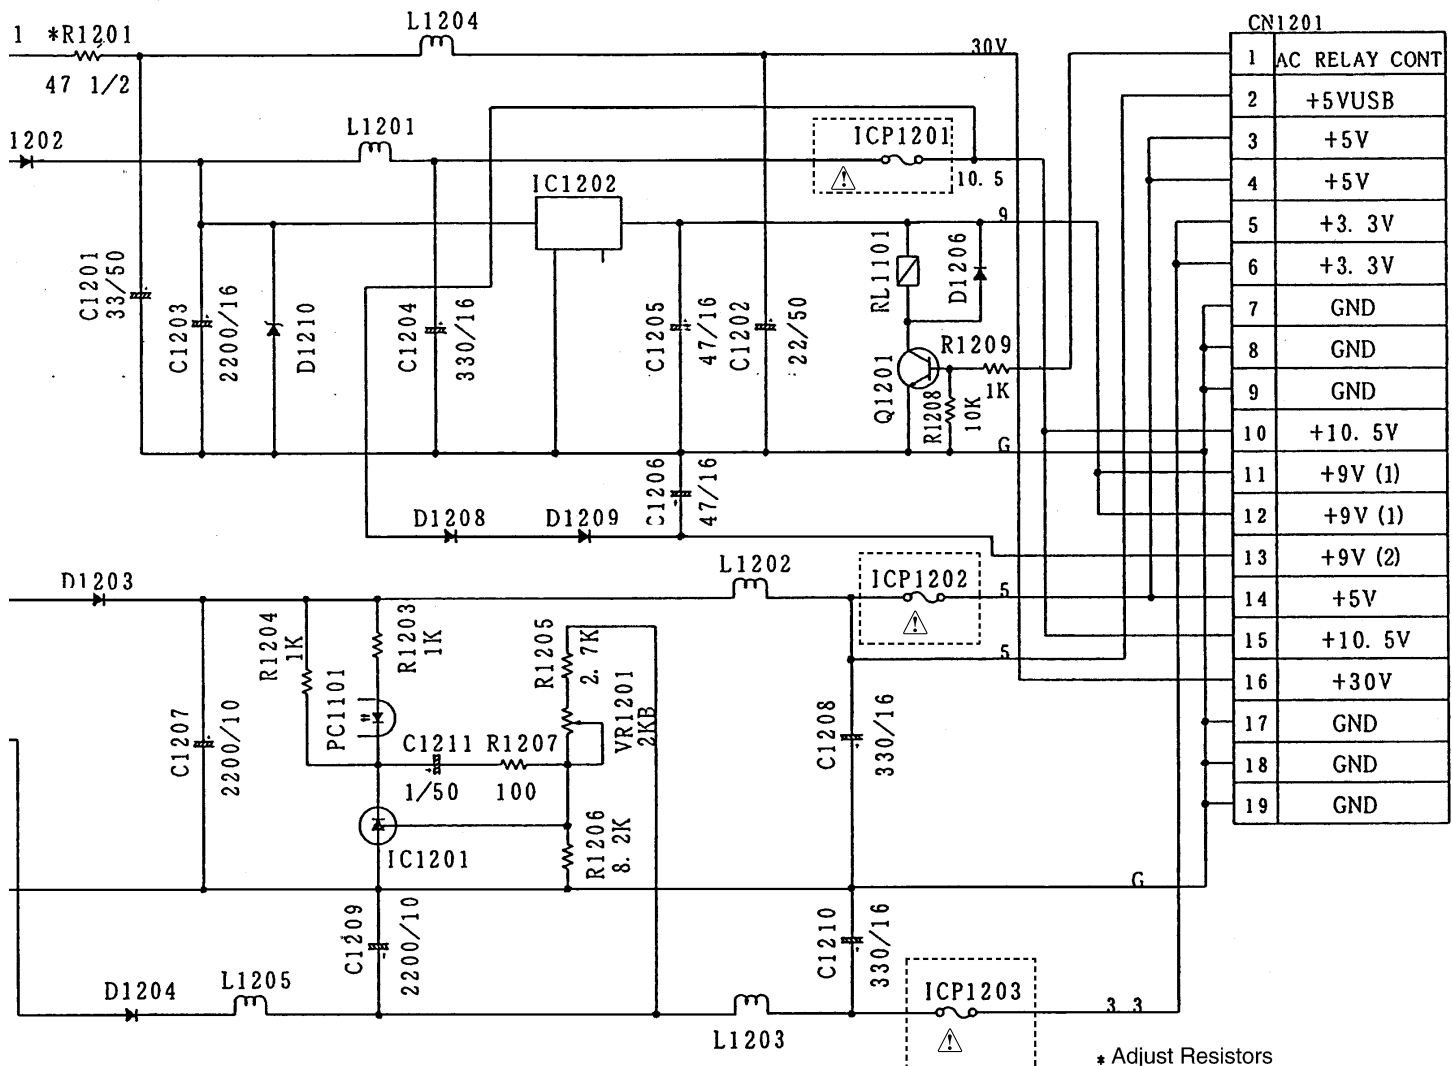 1 *R1201
47 1/2
L1204
30V
1202
L1201
ICP1201
10. 5
IC1202
9
C1201
33/50
C1203
2200/16
D1210
C1204
330/16
C1205
47/16
C1202
22/50
RL1101
D1206
Q1201
R1209
1K
R1208
10K
G
C1206
47/16
D1208
D1209
D1203
L1202
ICP1202
5
5
R1204
1K
R1203
1K
R1205
2. 7K
VR1201
2KB
PC1101
C1207
2200/10
C1211
1/50
R1207
100
IC1201
R1206
8. 2K
C1208
330/16
G
C1209
2200/10
C1210
330/16
D1204
L1205
L1203
ICP1203
3. 3
CN1201
1 AC RELAY CONT
2 +5VUSB
3 +5V
4 +5V
5 +3. 3V
6 +3. 3V
7 GND
8 GND
9 GND
10 +10. 5V
11 +9V (1)
12 +9V (1)
13 +9V (2)
14 +5V
15 +10. 5V
16 +30V
17 GND
18 GND
19 GND
* Adjust Resistors